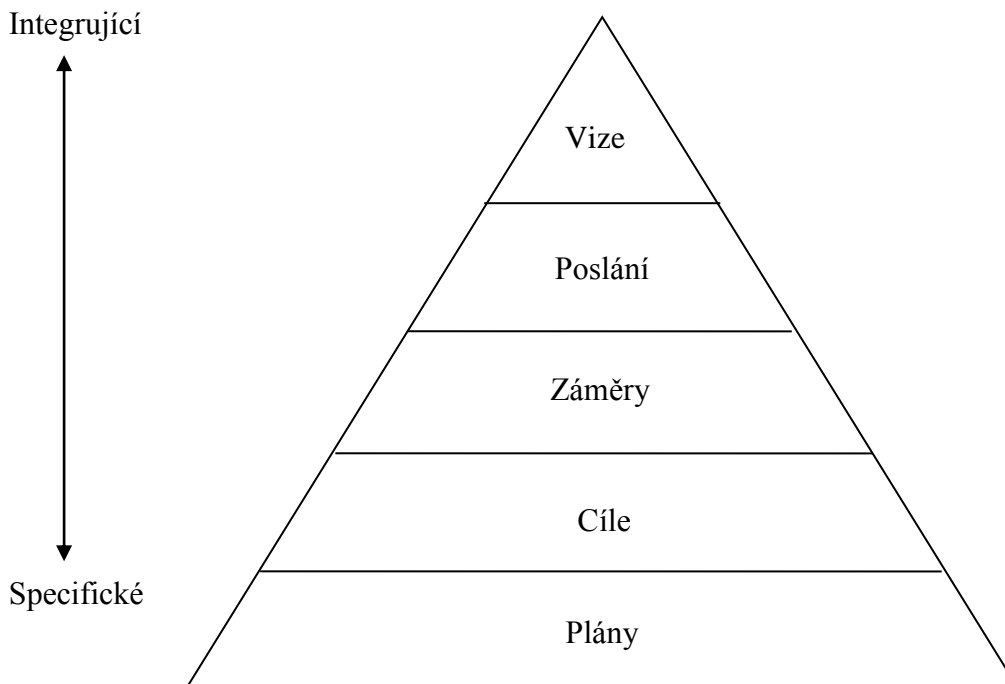 Integrující
Vize
Poslání
Záměry
Cíle
Specifické
Plány